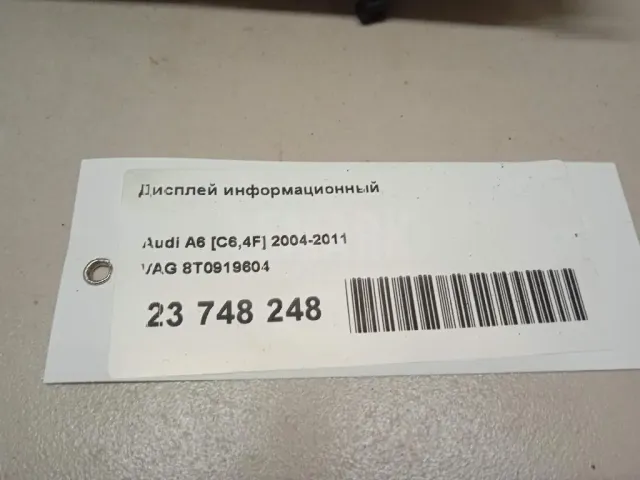 Дисплей информационный
Audi A6 [C6,4F] 2004-2011
VAG 8T0919604
23 748 248